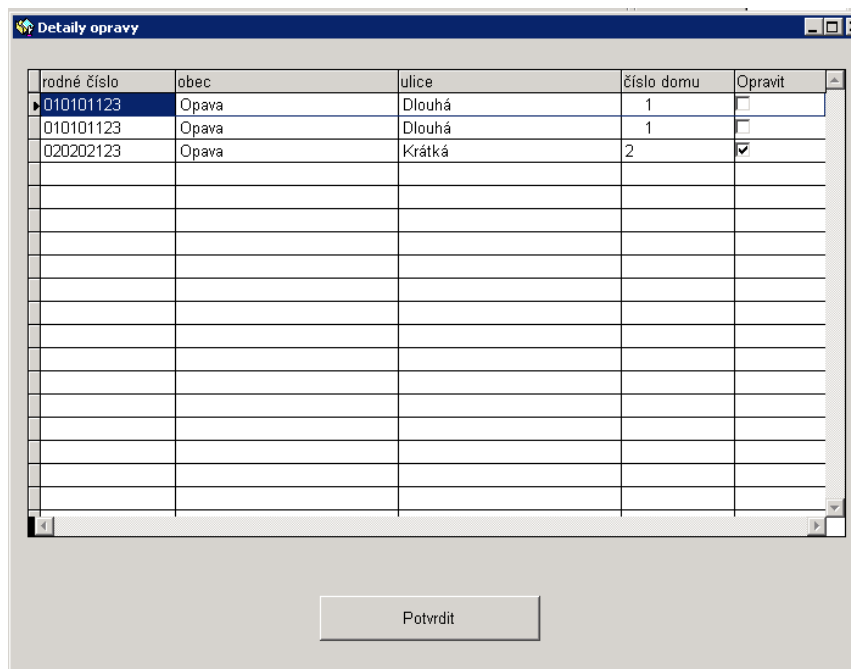 Detaily opravy
rodné číslo obec ulice číslo domu Opravit
010101123 Opava Dlouhá 1
010101123 Opava Dlouhá 1
020202123 Opava Krátká 2
Potvrdit